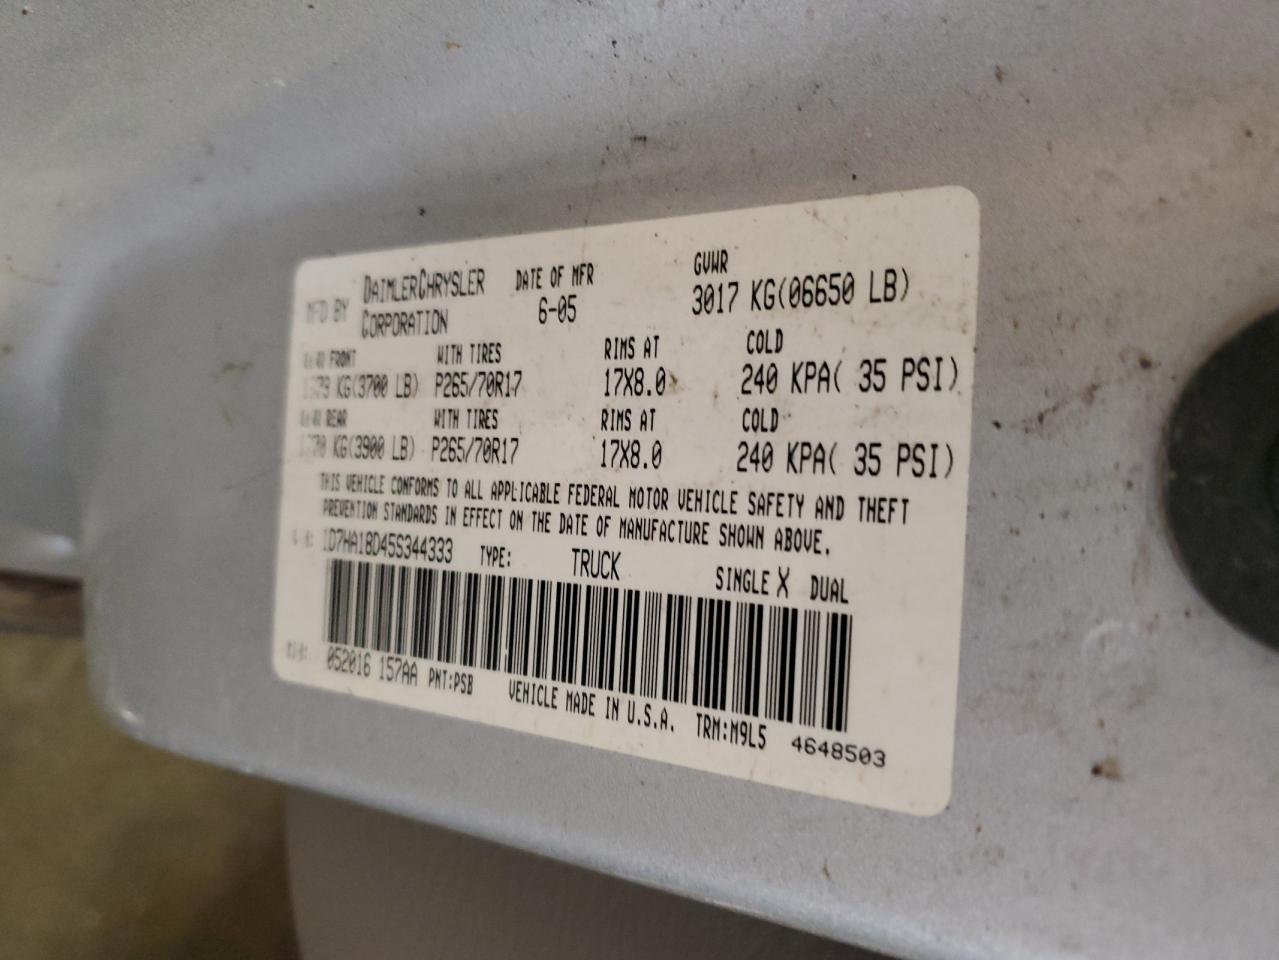 MFD BY DAIMLERCHRYSLER CORPORATION DATE OF MFR 6-05 GVWR 3017 KG(06650 LB)
FRONT WITH TIRES RIMS AT COLD
KG(3700 LB) P265/70R17 17X8.0 240 KPA( 35 PSI)
REAR WITH TIRES RIMS AT COLD
KG(3900 LB) P265/70R17 17X8.0 240 KPA( 35 PSI)
THIS VEHICLE CONFORMS TO ALL APPLICABLE FEDERAL MOTOR VEHICLE SAFETY AND THEFT
PREVENTION STANDARDS IN EFFECT ON THE DATE OF MANUFACTURE SHOWN ABOVE.
1D7HA18D45S344333 TYPE: TRUCK SINGLE X DUAL
052016 157AA PNT:PSB VEHICLE MADE IN U.S.A. TRM:M9L5 4648503